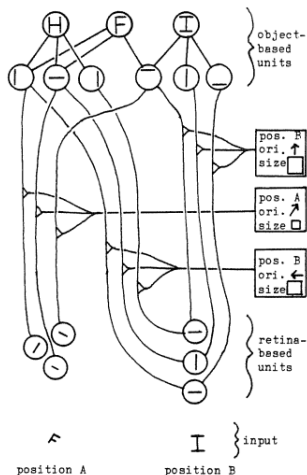 H F I
object-
based
units
pos. B
ori. ↑
size
pos. A
ori. ↗
size
pos. B
ori. ←
size
retina-
based
units
F I } input
position A position B